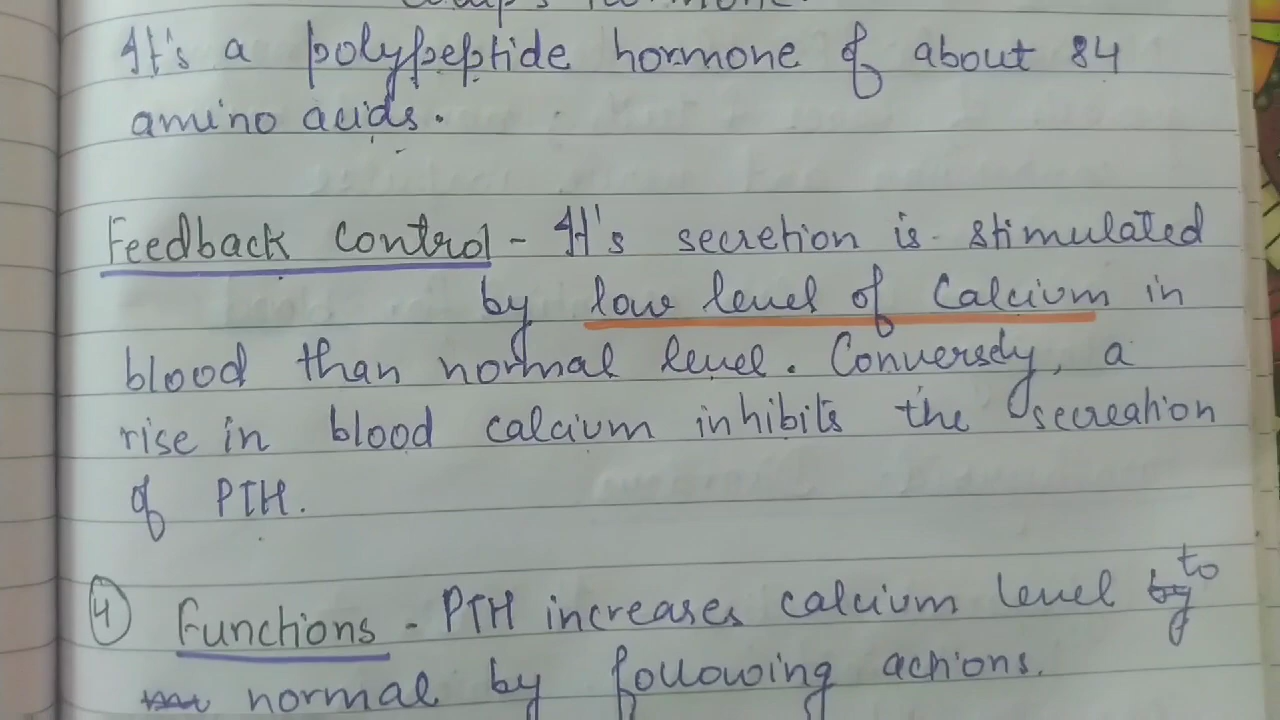 hormone.
It's a polypeptide hormone of about 84
amino acids.
Feedback Control - It's secretion is stimulated
by low level of Calcium in
blood than normal level. Conversely, a
rise in blood calcium inhibits the secreation
of PTH.
4 Functions - PTH increases calcium level by to
normal by following actions.